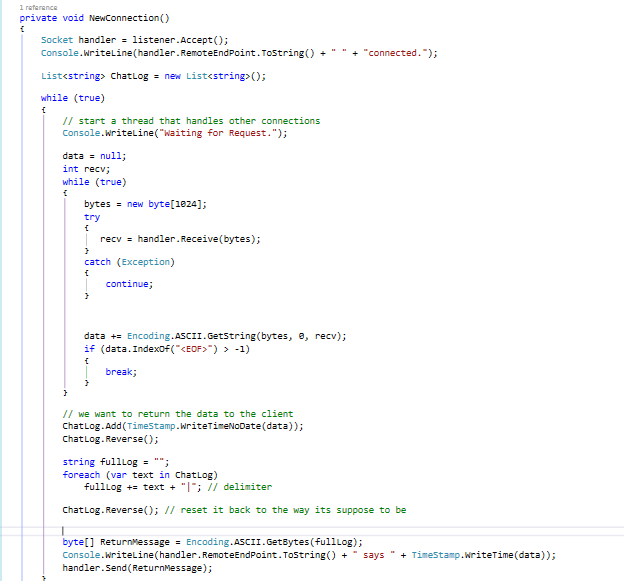 1 reference
private void NewConnection()
{
Socket handler = listener.Accept();
Console.WriteLine(handler.RemoteEndPoint.ToString() + " " + "connected.");
List<string> ChatLog = new List<string>();
while (true)
{
// start a thread that handles other connections
Console.WriteLine("Waiting for Request.");
data = null;
int recv;
while (true)
{
bytes = new byte[1024];
try
{
recv = handler.Receive(bytes);
}
catch (Exception)
{
continue;
}
data += Encoding.ASCII.GetString(bytes, 0, recv);
if (data.IndexOf("<EOF>") > -1)
{
break;
}
}
// we want to return the data to the client
ChatLog.Add(TimeStamp.WriteTimeNoDate(data));
ChatLog.Reverse();
string fullLog = "";
foreach (var text in ChatLog)
fullLog += text + "|"; // delimiter
ChatLog.Reverse(); // reset it back to the way its suppose to be
byte[] ReturnMessage = Encoding.ASCII.GetBytes(fullLog);
Console.WriteLine(handler.RemoteEndPoint.ToString() + " says " + TimeStamp.WriteTime(data));
handler.Send(ReturnMessage);
}